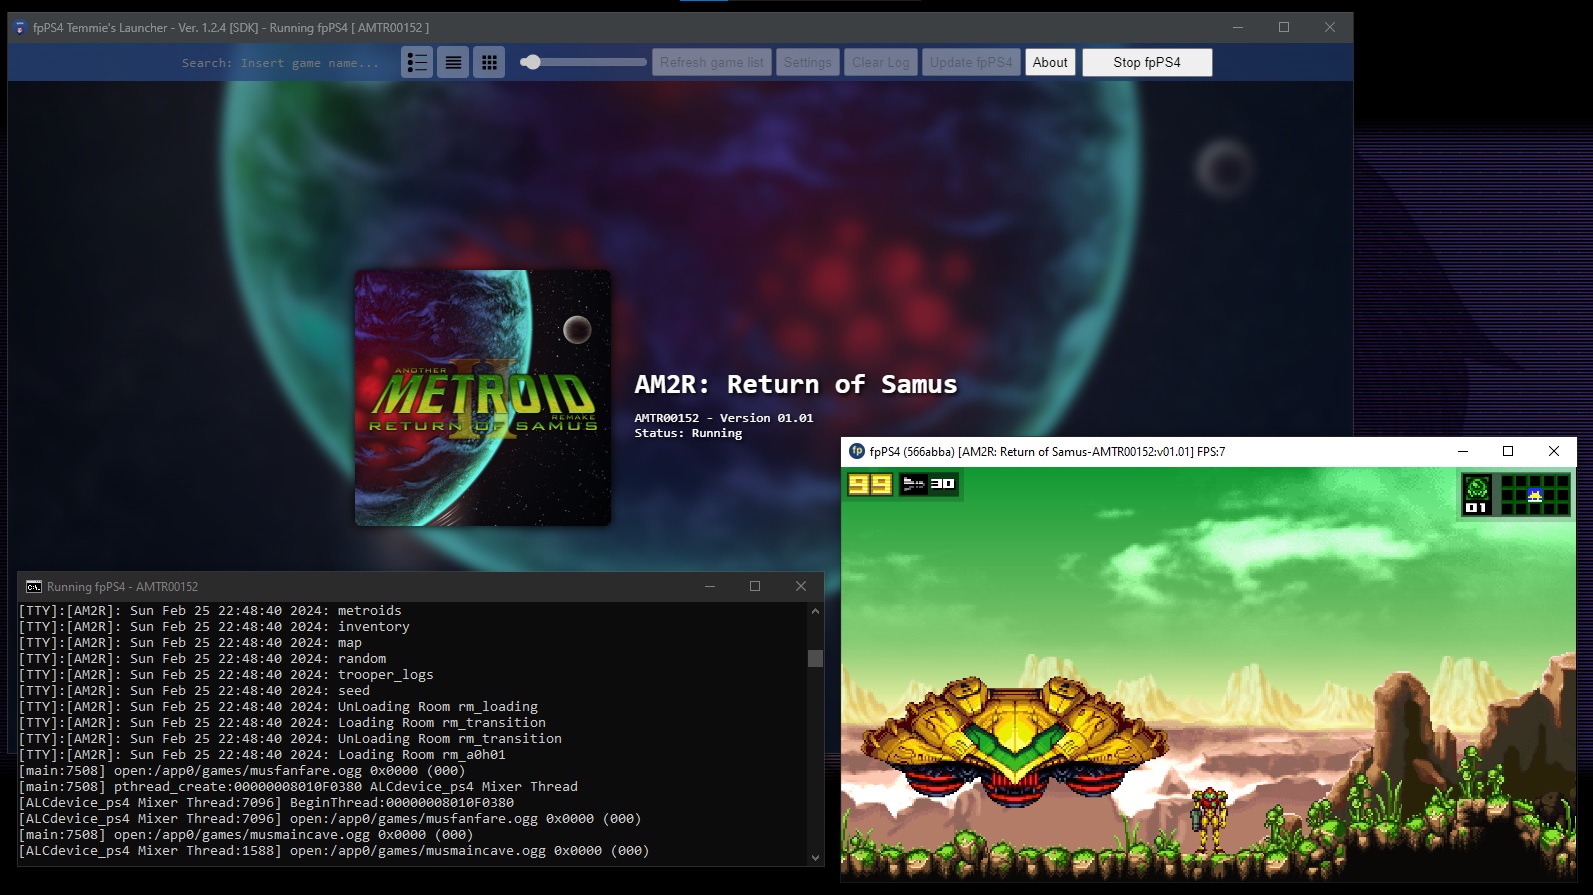 fpPS4 Temmie's Launcher - Ver. 1.2.4 [SDK] - Running fpPS4 [ AMTR00152 ]
Search: Insert game name...
Refresh game list
Settings
Clear Log
Update fpPS4
About
Stop fpPS4
ANOTHER
METROID
II
REMAKE
RETURN OF SAMUS
AM2R: Return of Samus
AMTR00152 - Version 01.01
Status: Running
fp
fpPS4 (566abba) [AM2R: Return of Samus-AMTR00152:v01.01] FPS:7
99
30
01
C:\.
Running fpPS4 - AMTR00152
[TTY]:[AM2R]: Sun Feb 25 22:48:40 2024: metroids
[TTY]:[AM2R]: Sun Feb 25 22:48:40 2024: inventory
[TTY]:[AM2R]: Sun Feb 25 22:48:40 2024: map
[TTY]:[AM2R]: Sun Feb 25 22:48:40 2024: random
[TTY]:[AM2R]: Sun Feb 25 22:48:40 2024: trooper_logs
[TTY]:[AM2R]: Sun Feb 25 22:48:40 2024: seed
[TTY]:[AM2R]: Sun Feb 25 22:48:40 2024: UnLoading Room rm_loading
[TTY]:[AM2R]: Sun Feb 25 22:48:40 2024: Loading Room rm_transition
[TTY]:[AM2R]: Sun Feb 25 22:48:40 2024: UnLoading Room rm_transition
[TTY]:[AM2R]: Sun Feb 25 22:48:40 2024: Loading Room rm_a0h01
[main:7508] open:/app0/games/musfanfare.ogg 0x0000 (000)
[main:7508] pthread_create:00000008010F0380 ALCdevice_ps4 Mixer Thread
[ALCdevice_ps4 Mixer Thread:7096] BeginThread:00000008010F0380
[ALCdevice_ps4 Mixer Thread:7096] open:/app0/games/musfanfare.ogg 0x0000 (000)
[main:7508] open:/app0/games/musmaincave.ogg 0x0000 (000)
[ALCdevice_ps4 Mixer Thread:1588] open:/app0/games/musmaincave.ogg 0x0000 (000)